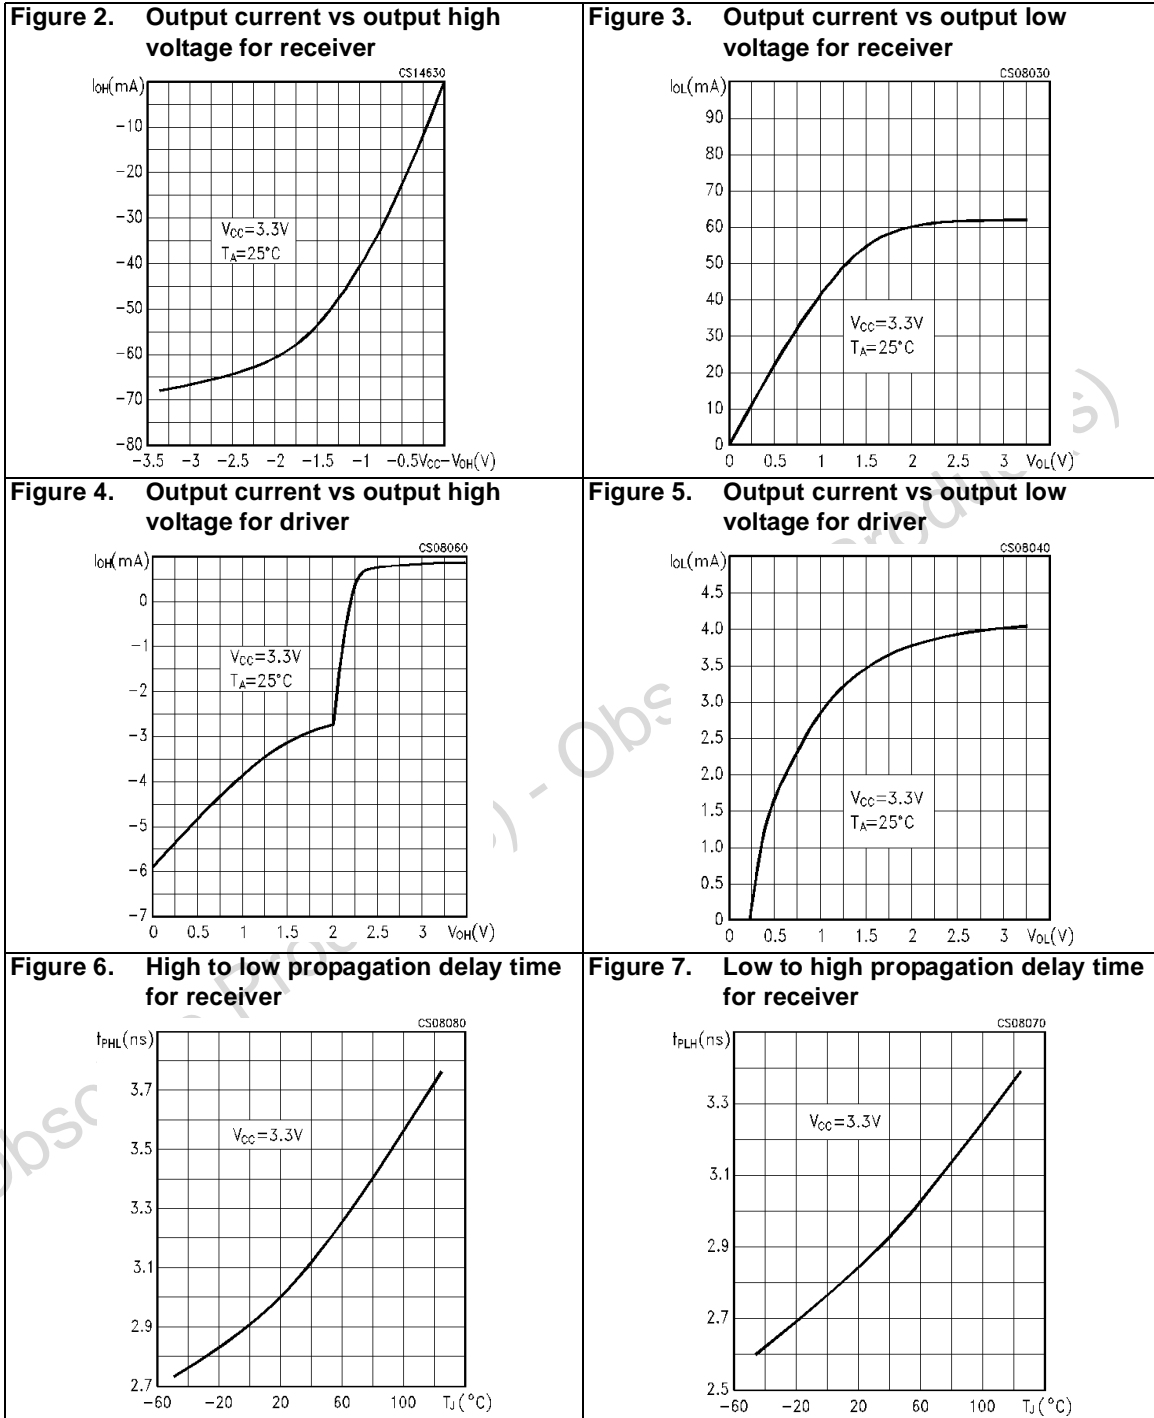 Figure 2. Output current vs output high
voltage for receiver
CS14630
IOH(mA)
-10
-20
-30
-40
-50
-60
-70
-80
VCC=3.3V
TA=25°C
-3.5 -3 -2.5 -2 -1.5 -1 -0.5 VCC-VOH(V)
Figure 3. Output current vs output low
voltage for receiver
CS08030
IOL(mA)
90
80
70
60
50
40
30
20
10
0
VCC=3.3V
TA=25°C
0 0.5 1 1.5 2 2.5 3 VOL(V)
Figure 4. Output current vs output high
voltage for driver
CS08060
IOH(mA)
0
-1
-2
-3
-4
-5
-6
-7
VCC=3.3V
TA=25°C
0 0.5 1 1.5 2 2.5 3 VOH(V)
Figure 5. Output current vs output low
voltage for driver
CS08040
IOL(mA)
4.5
4.0
3.5
3.0
2.5
2.0
1.5
1.0
0.5
0
VCC=3.3V
TA=25°C
0 0.5 1 1.5 2 2.5 3 VOL(V)
Figure 6. High to low propagation delay time
for receiver
CS08080
tPHL(ns)
3.7
3.5
3.3
3.1
2.9
2.7
VCC=3.3V
-60 -20 20 60 100 TJ(°C)
Figure 7. Low to high propagation delay time
for receiver
CS08070
tPLH(ns)
3.3
3.1
2.9
2.7
2.5
VCC=3.3V
-60 -20 20 60 100 TJ(°C)